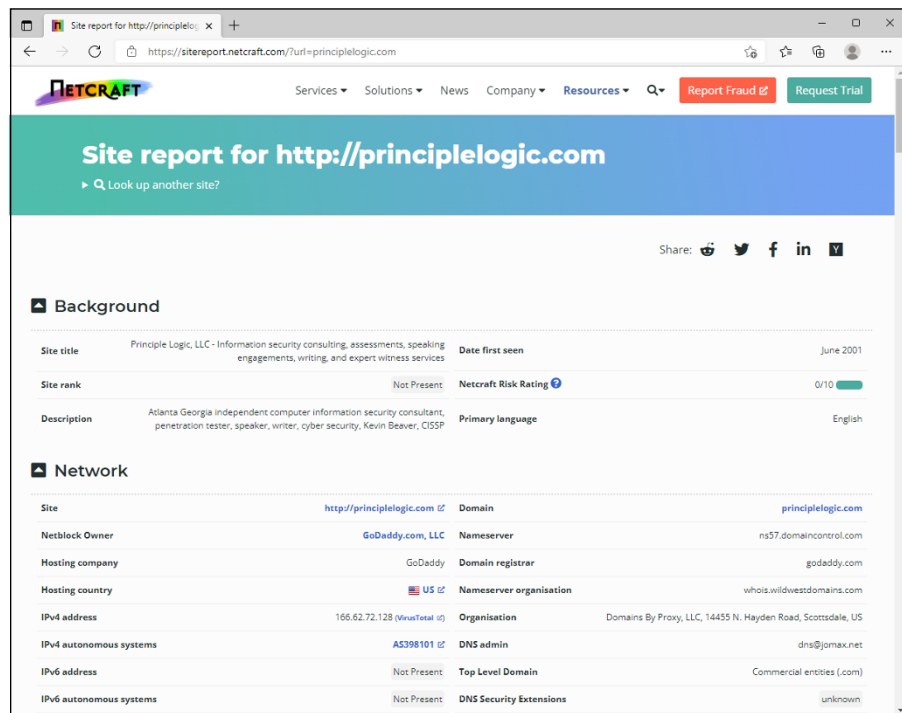 Site report for http://principlelog
https://sitereport.netcraft.com/?url=principlelogic.com
NETCRAFT
Services
Solutions
News
Company
Resources
Report Fraud
Request Trial
Site report for http://principlelogic.com
Look up another site?
Share:
Background
Site title
Principle Logic, LLC - Information security consulting, assessments, speaking
engagements, writing, and expert witness services
Date first seen
June 2001
Site rank
Not Present
Netcraft Risk Rating ?
0/10
Description
Atlanta Georgia independent computer information security consultant,
penetration tester, speaker, writer, cyber security, Kevin Beaver, CISSP
Primary language
English
Network
Site
http://principlelogic.com
Domain
principlelogic.com
Netblock Owner
GoDaddy.com, LLC
Nameserver
ns57.domaincontrol.com
Hosting company
GoDaddy
Domain registrar
godaddy.com
Hosting country
US
Nameserver organisation
whois.wildwestdomains.com
IPv4 address
166.62.72.128 (VirusTotal)
Organisation
Domains By Proxy, LLC, 14455 N. Hayden Road, Scottsdale, US
IPv4 autonomous systems
AS398101
DNS admin
dns@jomax.net
IPv6 address
Not Present
Top Level Domain
Commercial entities (.com)
IPv6 autonomous systems
Not Present
DNS Security Extensions
unknown